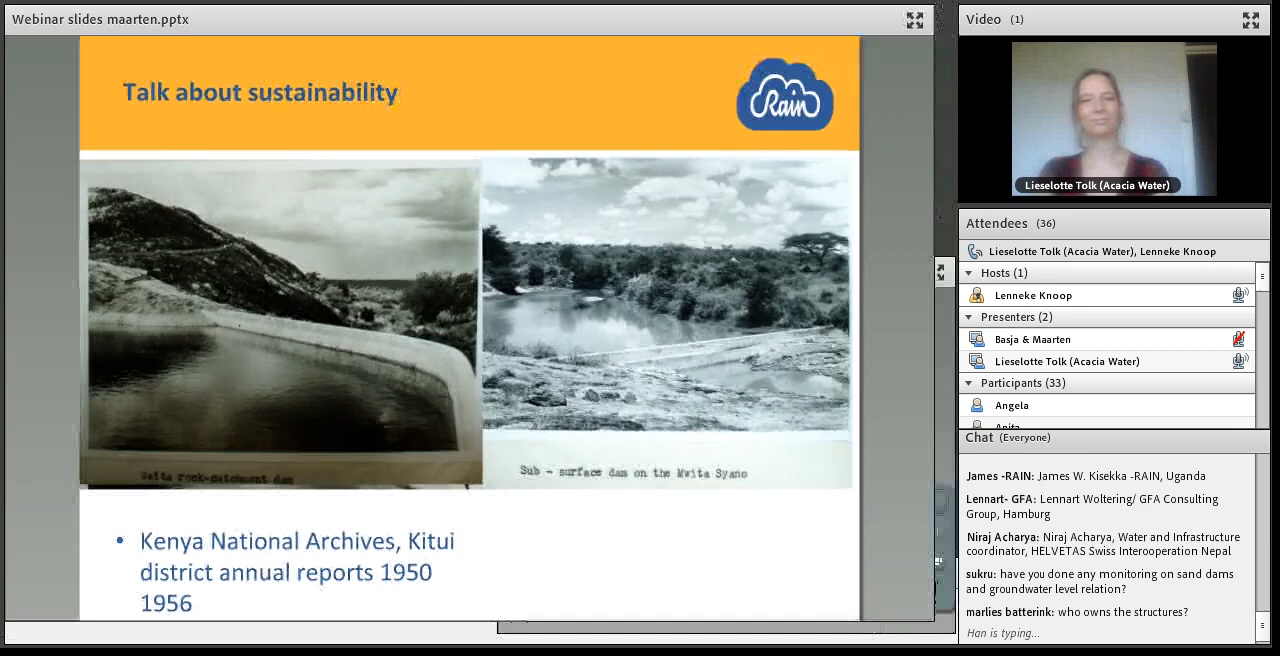 Webinar slides maarten.pptx
Talk about sustainability
Rain
Waita rock-catchment dam
Sub - surface dam on the Mwita Syano
• Kenya National Archives, Kitui
district annual reports 1950
1956
Video (1)
Lieselotte Tolk (Acacia Water)
Attendees (36)
Lieselotte Tolk (Acacia Water), Lenneke Knoop
Hosts (1)
Lenneke Knoop
Presenters (2)
Basja & Maarten
Lieselotte Tolk (Acacia Water)
Participants (33)
Angela
Anita
Chat (Everyone)
James -RAIN: James W. Kisekka -RAIN, Uganda
Lennart- GFA: Lennart Woltering/ GFA Consulting
Group, Hamburg
Niraj Acharya: Niraj Acharya, Water and Infrastructure
coordinator, HELVETAS Swiss Interooperation Nepal
sukru: have you done any monitoring on sand dams
and groundwater level relation?
marlies batterink: who owns the structures?
Han is typing...